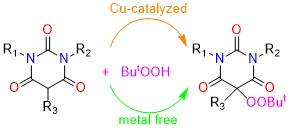 Cu-catalyzed
O
R1 N N R2
O O
R3
+ ButOOH
O
R1 N N R2
O O
R3 OOBut
metal free